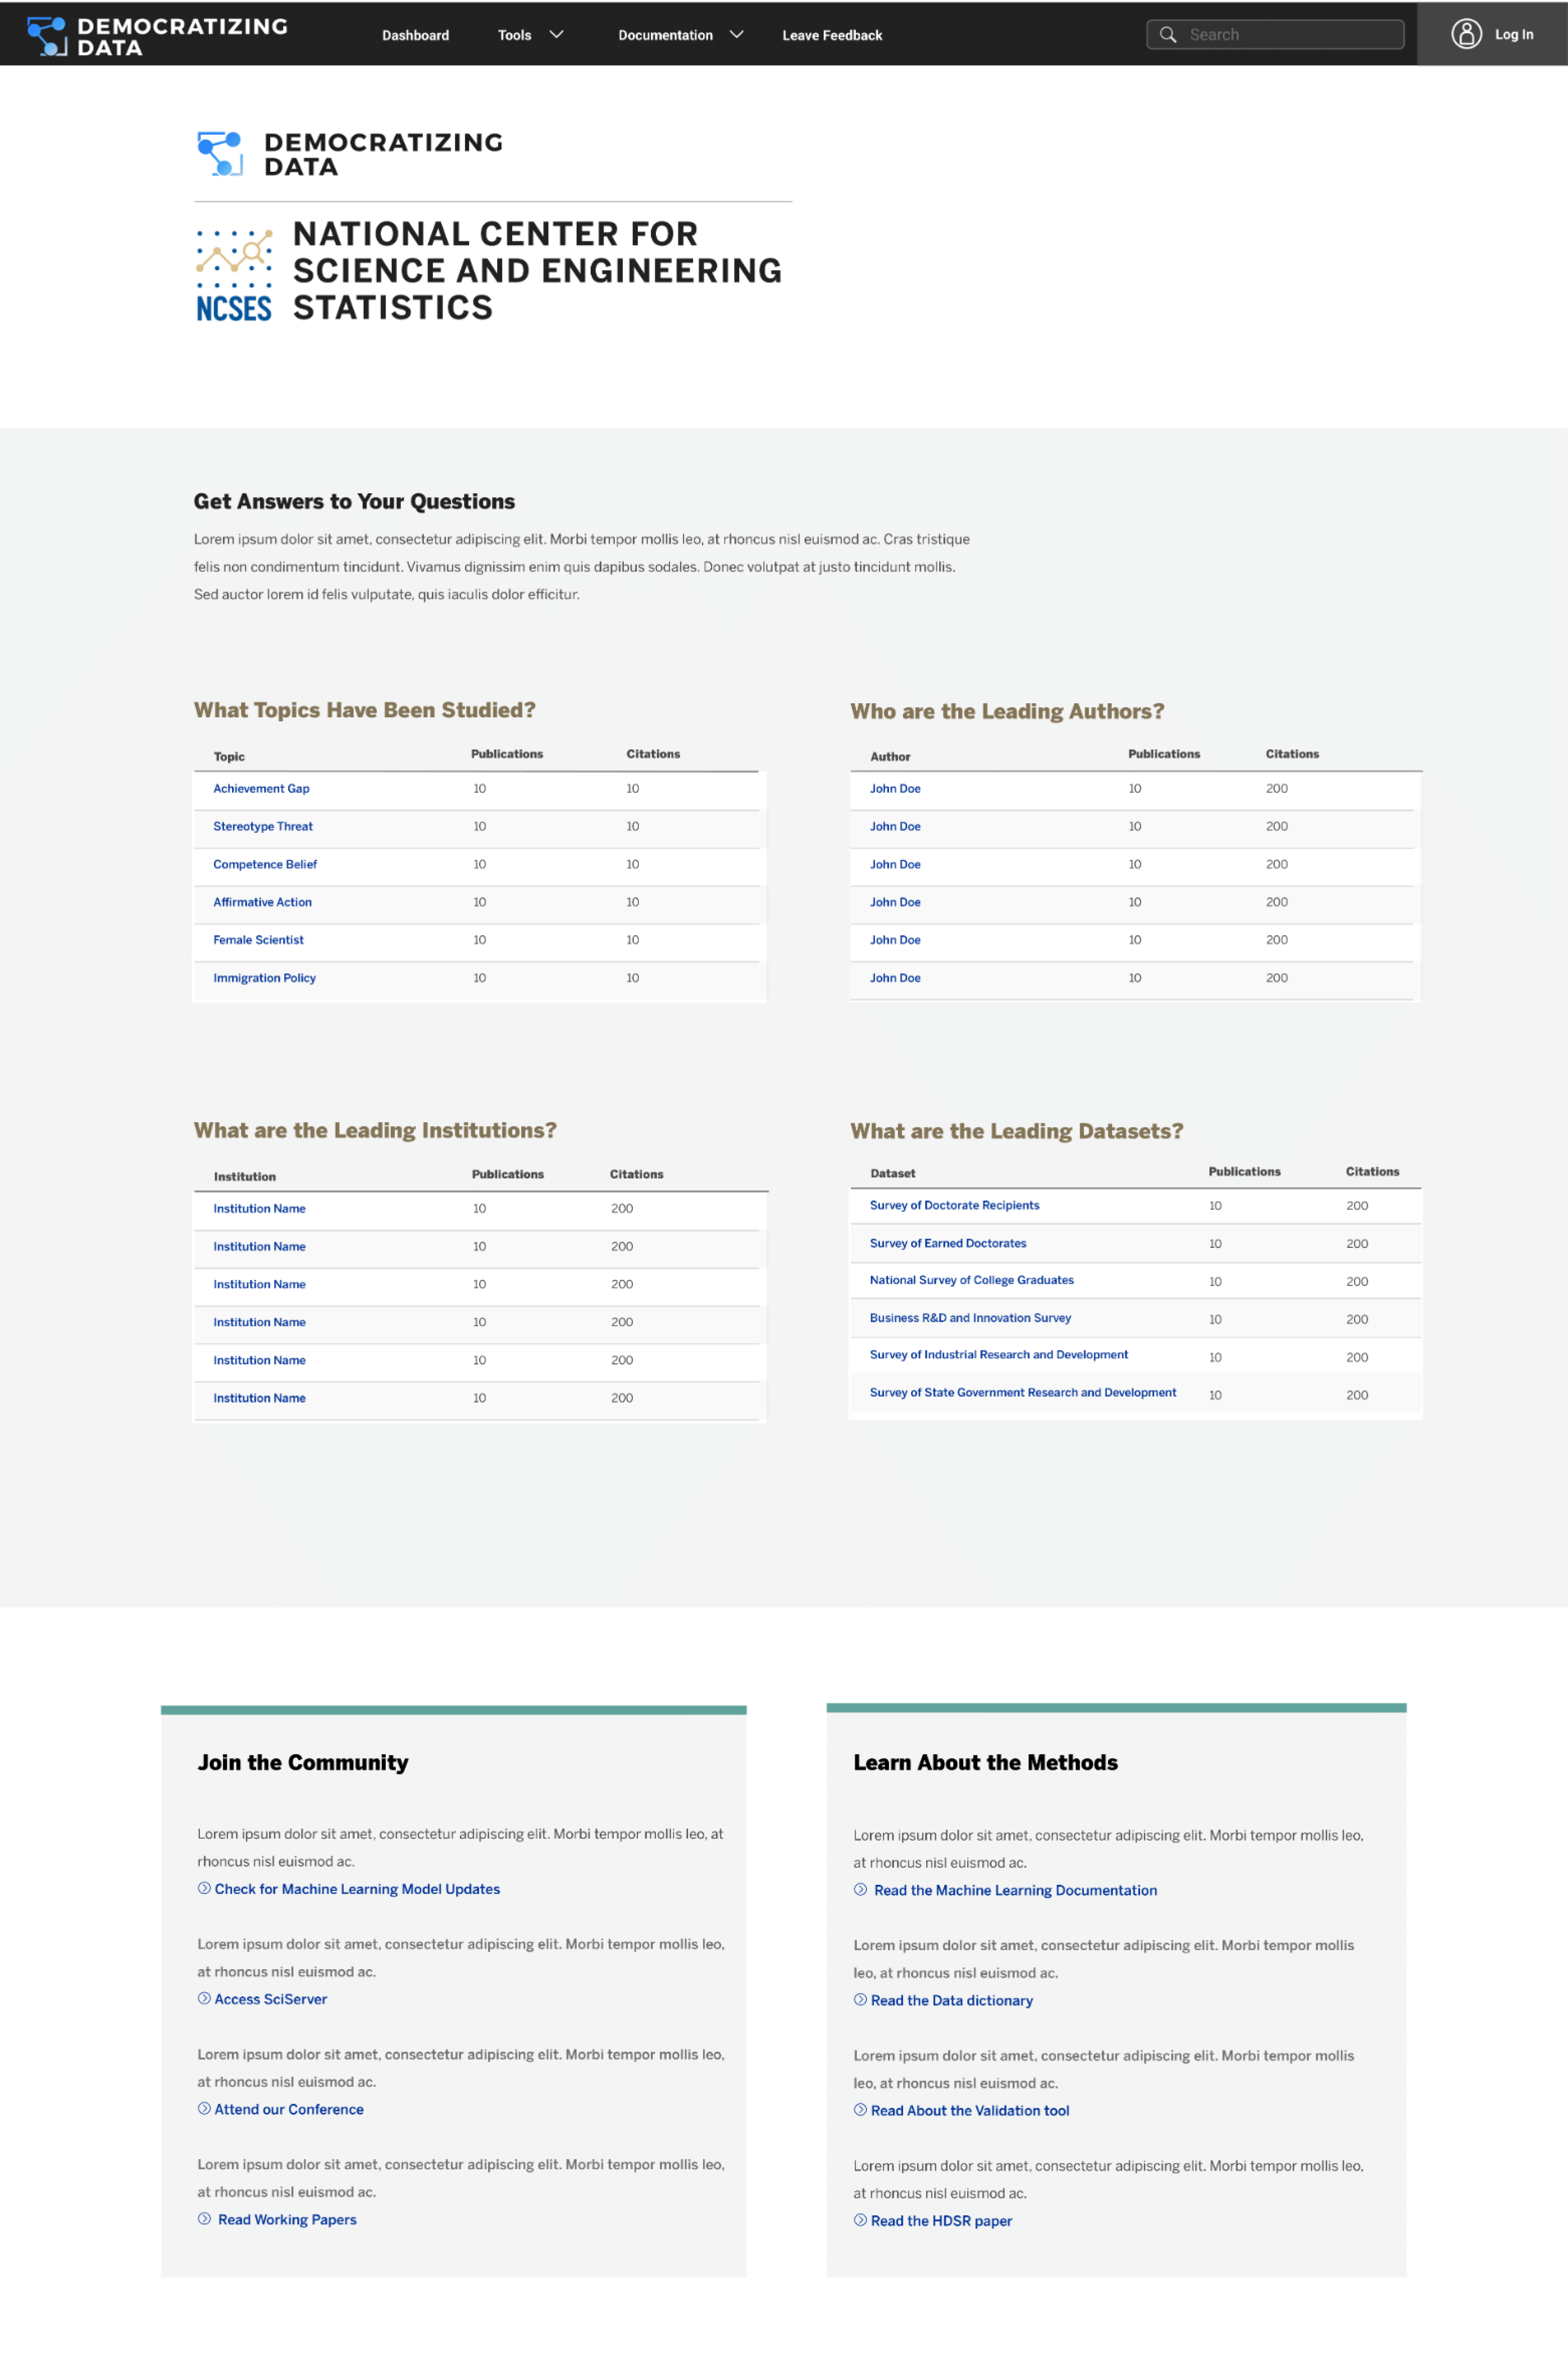 DEMOCRATIZING
DATA
Dashboard Tools Documentation Leave Feedback Search Log In
DEMOCRATIZING
DATA
NCSES
NATIONAL CENTER FOR
SCIENCE AND ENGINEERING
STATISTICS
Get Answers to Your Questions
Lorem ipsum dolor sit amet, consectetur adipiscing elit. Morbi tempor mollis leo, at rhoncus nisl euismod ac. Cras tristique
felis non condimentum tincidunt. Vivamus dignissim enim quis dapibus sodales. Donec volutpat at justo tincidunt mollis.
Sed auctor lorem id felis vulputate, quis iaculis dolor efficitur.
What Topics Have Been Studied?
Topic Publications Citations
Achievement Gap 10 10
Stereotype Threat 10 10
Competence Belief 10 10
Affirmative Action 10 10
Female Scientist 10 10
Immigration Policy 10 10
Who are the Leading Authors?
Author Publications Citations
John Doe 10 200
John Doe 10 200
John Doe 10 200
John Doe 10 200
John Doe 10 200
John Doe 10 200
What are the Leading Institutions?
Institution Publications Citations
Institution Name 10 200
Institution Name 10 200
Institution Name 10 200
Institution Name 10 200
Institution Name 10 200
Institution Name 10 200
What are the Leading Datasets?
Dataset Publications Citations
Survey of Doctorate Recipients 10 200
Survey of Earned Doctorates 10 200
National Survey of College Graduates 10 200
Business R&D and Innovation Survey 10 200
Survey of Industrial Research and Development 10 200
Survey of State Government Research and Development 10 200
Join the Community
Lorem ipsum dolor sit amet, consectetur adipiscing elit. Morbi tempor mollis leo, at
rhoncus nisl euismod ac.
Check for Machine Learning Model Updates
Lorem ipsum dolor sit amet, consectetur adipiscing elit. Morbi tempor mollis leo,
at rhoncus nisl euismod ac.
Access SciServer
Lorem ipsum dolor sit amet, consectetur adipiscing elit. Morbi tempor mollis leo,
at rhoncus nisl euismod ac.
Attend our Conference
Lorem ipsum dolor sit amet, consectetur adipiscing elit. Morbi tempor mollis leo,
at rhoncus nisl euismod ac.
Read Working Papers
Learn About the Methods
Lorem ipsum dolor sit amet, consectetur adipiscing elit. Morbi tempor mollis leo,
at rhoncus nisl euismod ac.
Read the Machine Learning Documentation
Lorem ipsum dolor sit amet, consectetur adipiscing elit. Morbi tempor mollis
leo, at rhoncus nisl euismod ac.
Read the Data dictionary
Lorem ipsum dolor sit amet, consectetur adipiscing elit. Morbi tempor mollis
leo, at rhoncus nisl euismod ac.
Read About the Validation tool
Lorem ipsum dolor sit amet, consectetur adipiscing elit. Morbi tempor mollis leo,
at rhoncus nisl euismod ac.
Read the HDSR paper